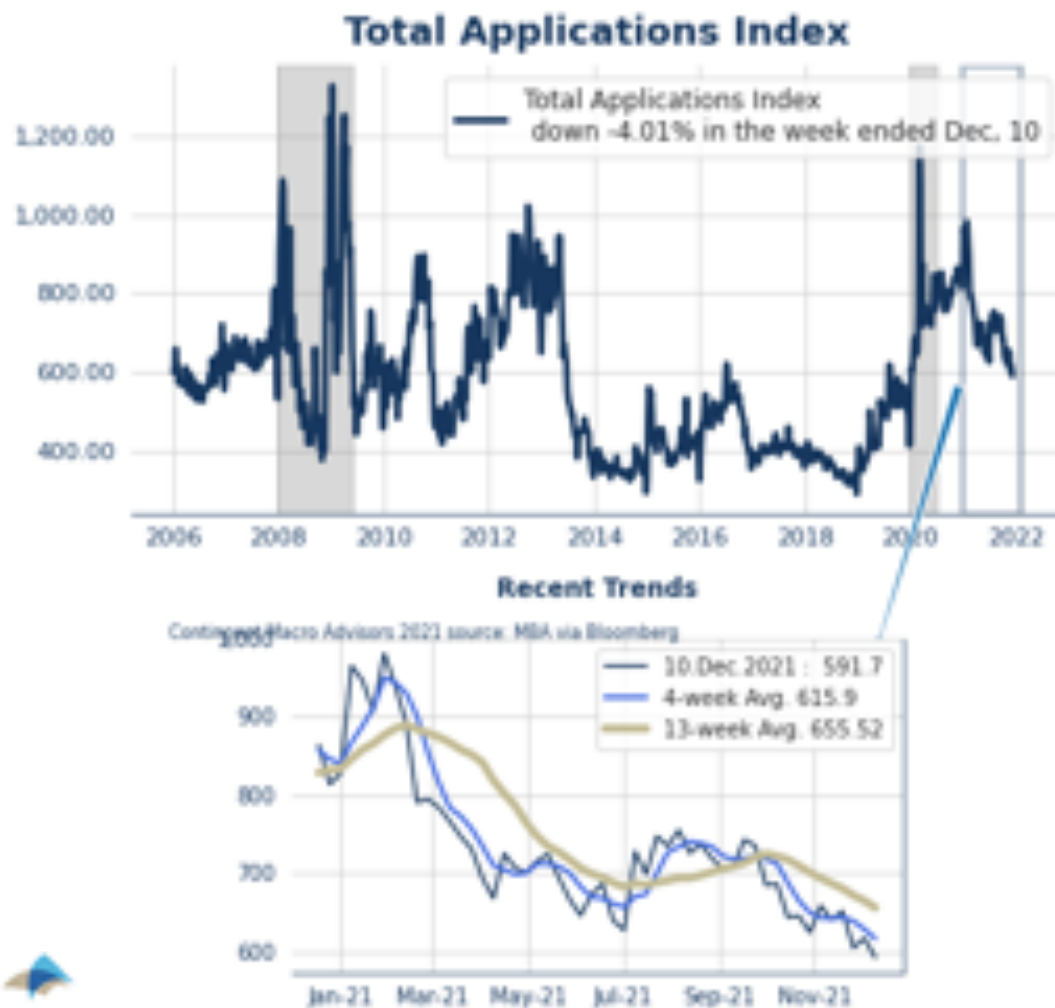 Total Applications Index
Total Applications Index
down -4.01% in the week ended Dec, 10
1,200.00
1,000.00
800.00
600.00
400.00
2006 2008 2010 2012 2014 2016 2018 2020 2022
Recent Trends
Contingent Macro Advisors 2021 source: MBA via Bloomberg
1,000
10.Dec.2021 : 591.7
4-week Avg. 615.9
13-week Avg. 655.52
900
800
700
600
Jan-21 Mar-21 May-21 Jul-21 Sep-21 Nov-21